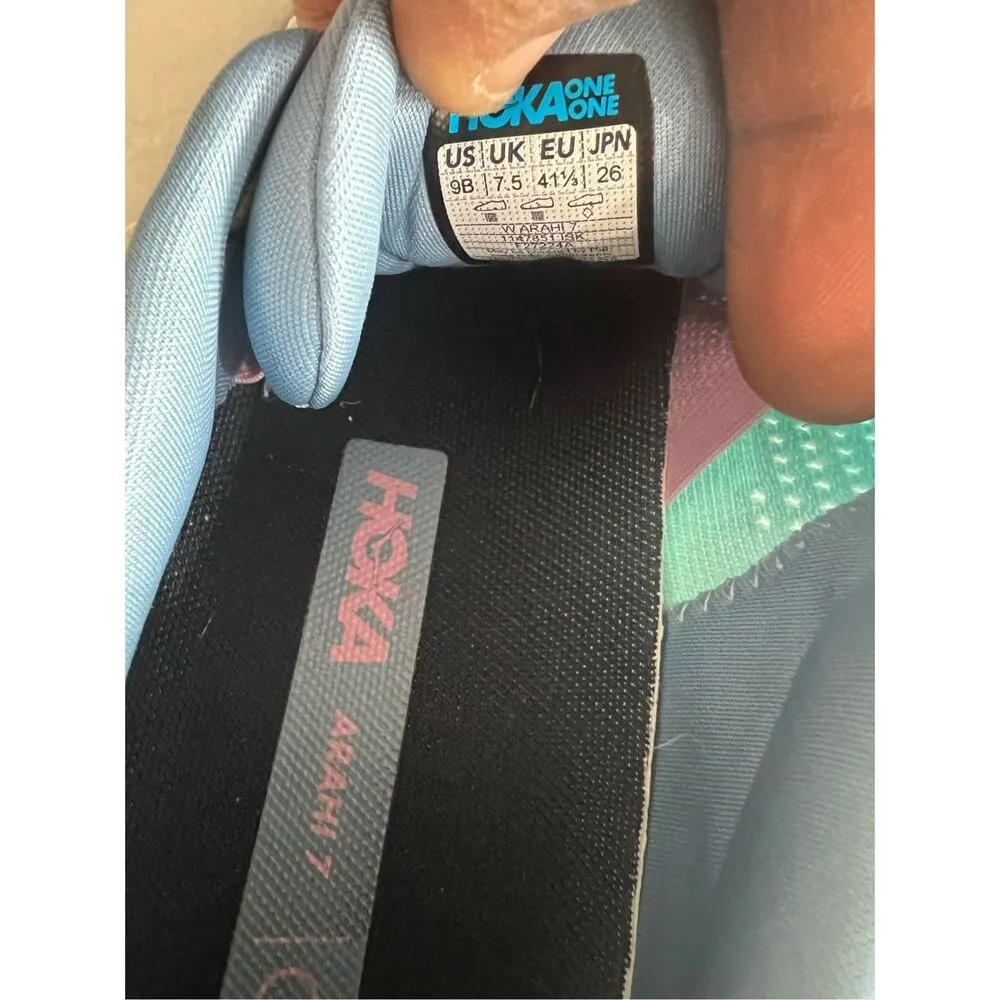 HOKA ONE
ONE
US UK EU JPN
9B 7.5 41⅓ 26
W ARAHI 7
HOKA
ARAHI 7